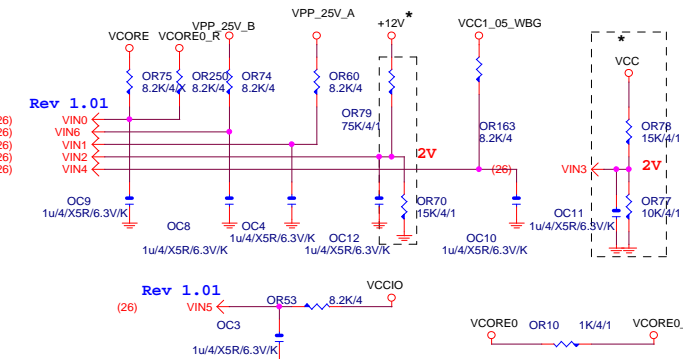 VPP_25V_A
*
VPP_25V_B
+12V
VCC1_05_WBG
VCORE
VCORE0_R
*
VCC
OR75
8.2K/4/X
OR250
8.2K/4
OR74
8.2K/4
OR60
8.2K/4
Rev 1.01
OR79
75K/4/1
OR163
8.2K/4
OR78
15K/4/1
VIN0
VIN6
VIN1
VIN2
VIN4
2V
(26)
VIN3
2V
OC9
1u/4/X5R/6.3V/K
OC8
1u/4/X5R/6.3V/K
OC4
1u/4/X5R/6.3V/K
OC12
1u/4/X5R/6.3V/K
OR70
15K/4/1
OC10
1u/4/X5R/6.3V/K
OC11
1u/4/X5R/6.3V/K
OR77
10K/4/1
Rev 1.01
(26)
VIN5
OR53
8.2K/4
VCCIO
OC3
1u/4/X5R/6.3V/K
VCORE0
OR10
1K/4/1
VCORE0_